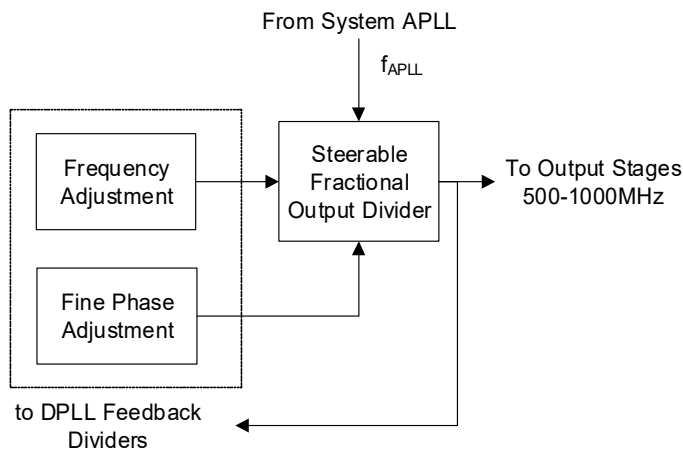 From System APLL
fAPLL
Frequency
Adjustment
Steerable
Fractional
Output Divider
To Output Stages
500-1000MHz
Fine Phase
Adjustment
to DPLL Feedback
Dividers